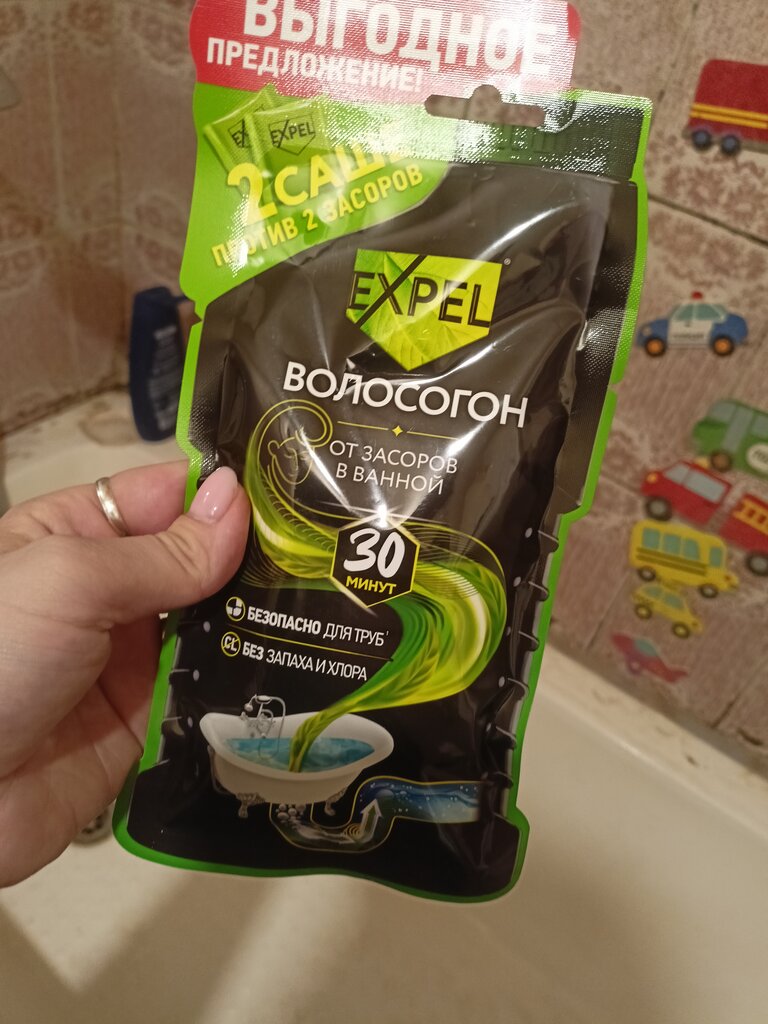 ВЫГОДНОЕ
ПРЕДЛОЖЕНИЕ!
EXPEL
2 САШЕ
ПРОТИВ 2 ЗАСОРОВ
EXPEL
ВОЛОСОГОН
ОТ ЗАСОРОВ
В ВАННОЙ
30
МИНУТ
БЕЗОПАСНО ДЛЯ ТРУБ
CL БЕЗ ЗАПАХА И ХЛОРА